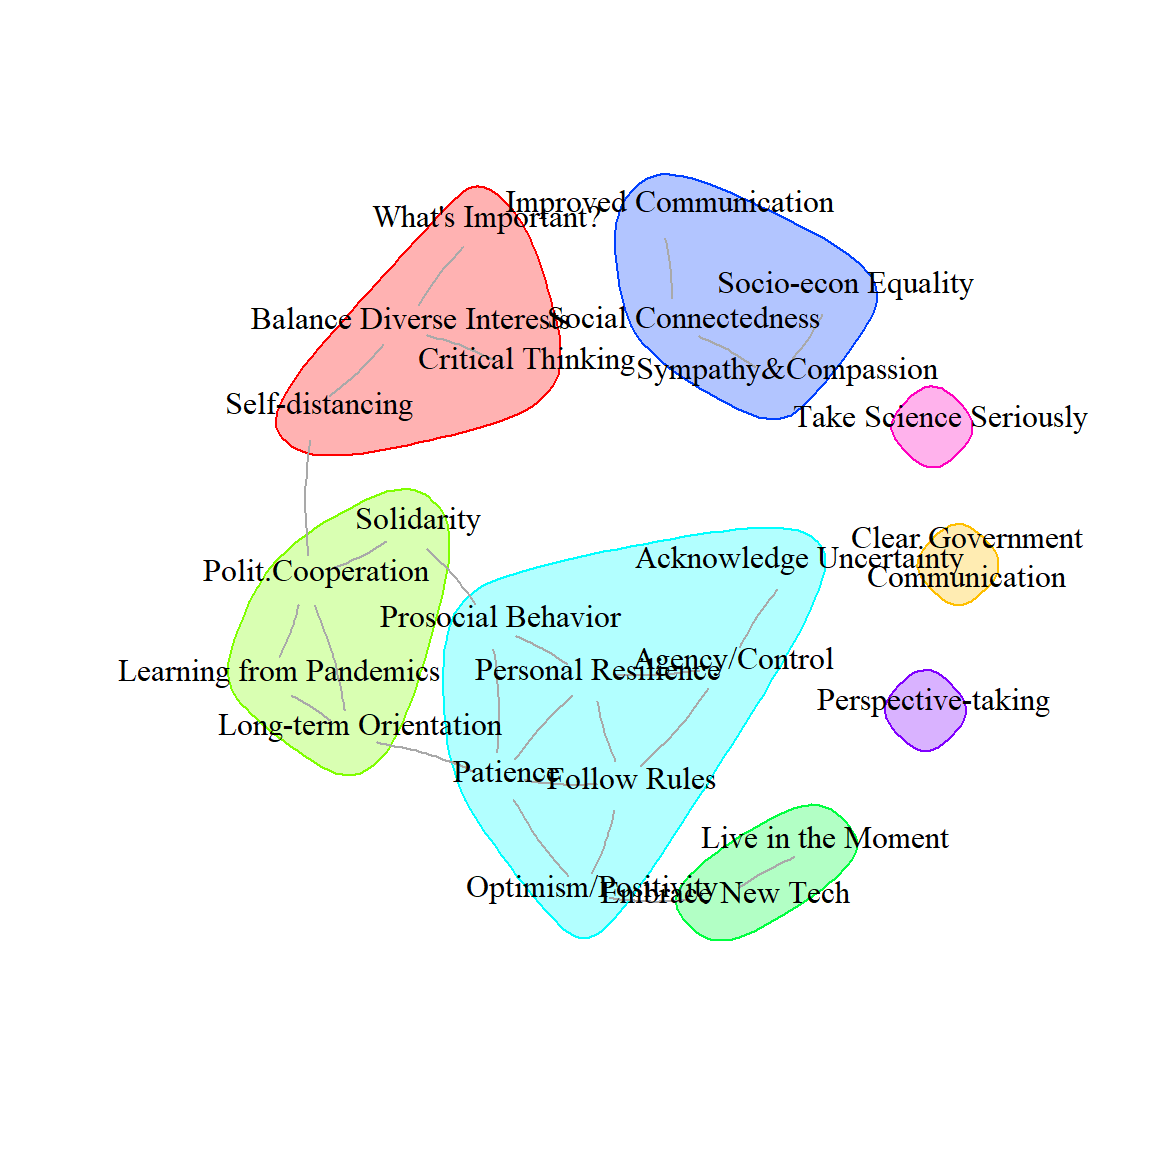 Improved Communication
What's Important?
Socio-econ Equality
Balance Diverse Interests
Social Connectedness
Critical Thinking
Sympathy&Compassion
Self-distancing
Take Science Seriously
Solidarity
Clear.Government
Communication
Acknowledge Uncertainty
Polit.Cooperation
Prosocial Behavior
Agency/Control
Personal Resilience
Learning from Pandemics
Perspective-taking
Long-term Orientation
Patience
Follow Rules
Live in the Moment
Optimism/Positivity
Embrace New Tech